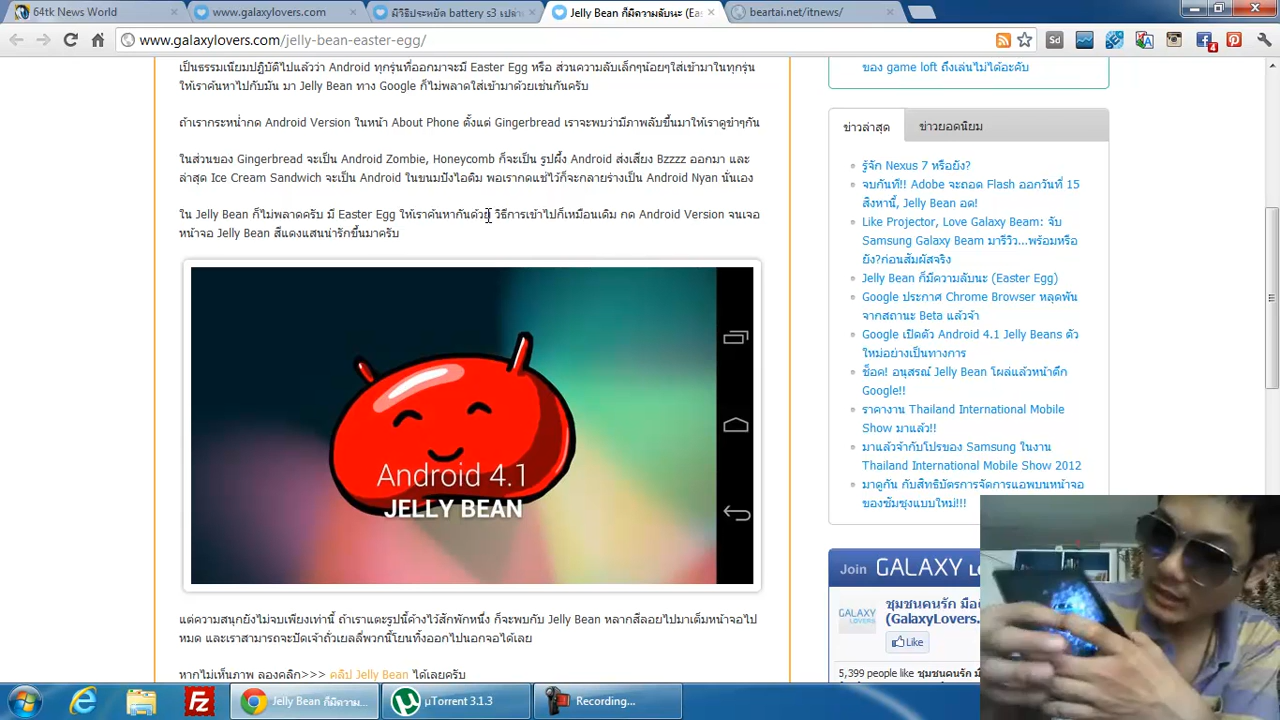 64tk News World
www.galaxylovers.com
มีวิธีประหยัด battery s3 เปล่า
Jelly Bean ก็มีความลับนะ (Eas
beartai.net/itnews/
www.galaxylovers.com/jelly-bean-easter-egg/
เป็นธรรมเนียมปฏิบัติไปแล้วว่า Android ทุกรุ่นที่ออกมาจะมี Easter Egg หรือ ส่วนความลับเล็กๆน้อยๆใส่เข้ามาในทุกรุ่น
ให้เราค้นหาไปกับมัน มา Jelly Bean ทาง Google ก็ไม่พลาดใส่เข้ามาด้วยเช่นกันครับ
ถ้าเรากระหน่ำกด Android Version ในหน้า About Phone ตั้งแต่ Gingerbread เราจะพบว่ามีภาพลับขึ้นมาให้เราดูขำๆกัน
ในส่วนของ Gingerbread จะเป็น Android Zombie, Honeycomb ก็จะเป็น รูปผึ้ง Android ส่งเสียง Bzzzz ออกมา และ
ล่าสุด Ice Cream Sandwich จะเป็น Android ในขนมปังไอติม พอเรากดแช่ไว้ก็จะกลายร่างเป็น Android Nyan นั่นเอง
ใน Jelly Bean ก็ไม่พลาดครับ มี Easter Egg ให้เราค้นหากันด้วย วิธีการเข้าไปก็เหมือนเดิม กด Android Version จนเจอ
หน้าจอ Jelly Bean สีแดงแสนน่ารักขึ้นมาครับ
Android 4.1
JELLY BEAN
แต่ความสนุกยังไม่จบเพียงเท่านี้ ถ้าเราแตะรูปนี้ค้างไว้สักพักหนึ่ง ก็จะพบกับ Jelly Bean หลากสีลอยไปมาเต็มหน้าจอไป
หมด และเราสามารถจะปัดเจ้าถั่วเยลลี่พวกนี้โยนทิ้งออกไปนอกจอได้เลย
หากไม่เห็นภาพ ลองคลิก>>> คลิป Jelly Bean ได้เลยครับ
ของ game loft ถึงเล่นไม่ได้อะคับ
ข่าวล่าสุด
ข่าวยอดนิยม
รู้จัก Nexus 7 หรือยัง?
จบกันที!! Adobe จะถอด Flash ออกวันที่ 15
สิงหานี้, Jelly Bean อด!
Like Projector, Love Galaxy Beam: จับ
Samsung Galaxy Beam มารีวิว...พร้อมหรือ
ยัง?ก่อนสัมผัสจริง
Jelly Bean ก็มีความลับนะ (Easter Egg)
Google ประกาศ Chrome Browser หลุดพ้น
จากสถานะ Beta แล้วจ้า
Google เปิดตัว Android 4.1 Jelly Beans ตัว
ใหม่อย่างเป็นทางการ
ช็อค! อนุสรณ์ Jelly Bean โผล่แล้วหน้าตึก
Google!!
ราคางาน Thailand International Mobile
Show มาแล้ว!!
มาแล้วจ้ากับโปรของ Samsung ในงาน
Thailand International Mobile Show 2012
มาดูกัน กับสิทธิบัตรการจัดการแอพบนหน้าจอ
ของซัมซุงแบบใหม่!!!
Join GALAXY
GALAXY
LOVERS
ชุมชนคนรัก
(GalaxyLovers.
Like
5,399 people like
Jelly Bean ก็มีความ...
µTorrent 3.1.3
Recording...